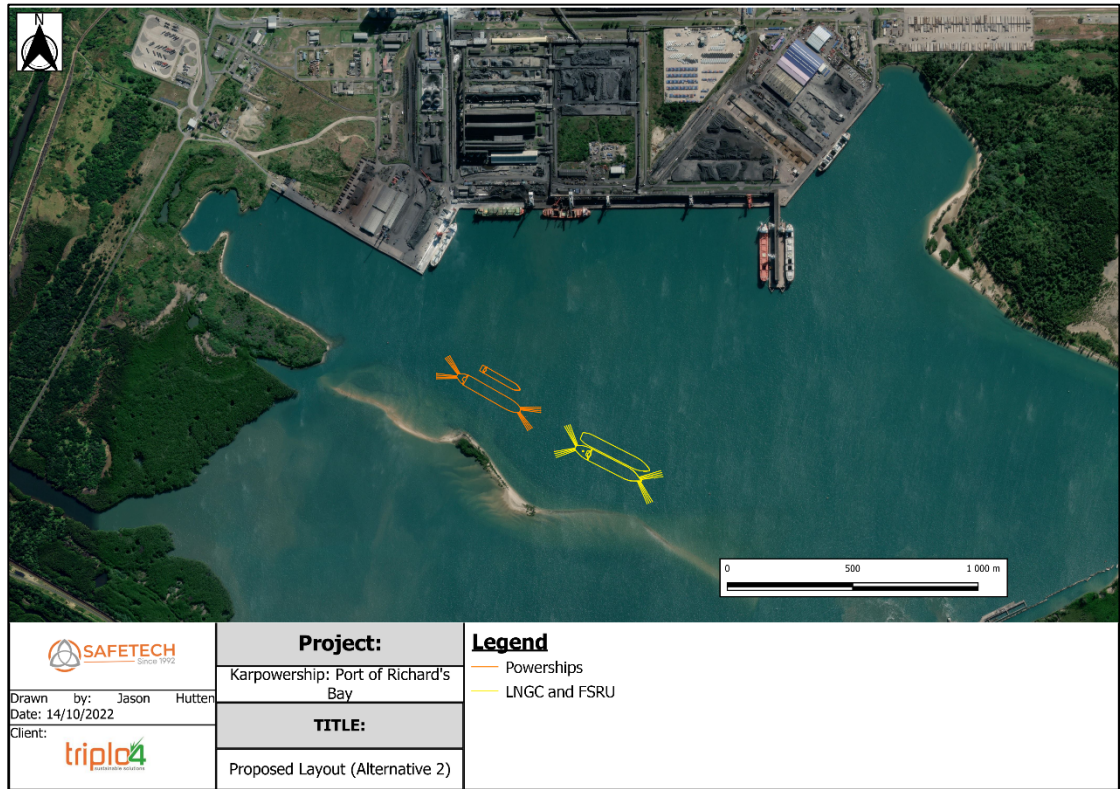 N
0 500 1 000 m
SAFETECH
Since 1992
Drawn by: Jason Hutten
Date: 14/10/2022
Client:
triplo4
sustainable solutions
Project:
Karpowership: Port of Richard's
Bay
TITLE:
Proposed Layout (Alternative 2)
Legend
Powerships
LNGC and FSRU